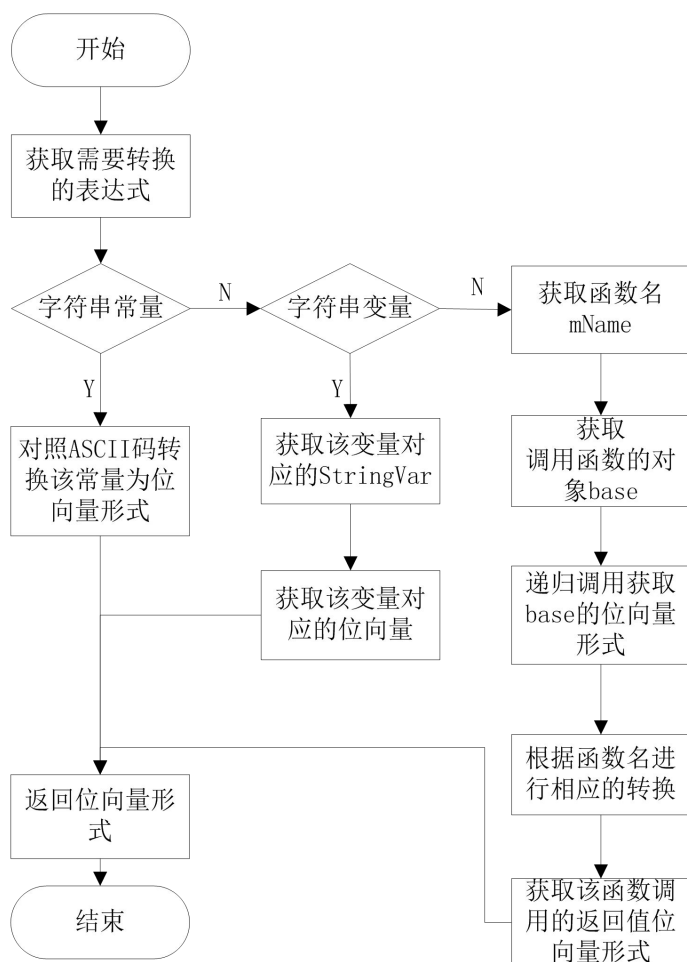 开始
获取需要转换
的表达式
字符串常量
N
字符串变量
N
获取函数名
mName
Y
Y
对照ASCII码转
换该常量为位
向量形式
获取该变量对
应的StringVar
获取
调用函数的对
象base
获取该变量对
应的位向量
递归调用获取
base的位向量
形式
根据函数名进
行相应的转换
返回位向量形
式
获取该函数调
用的返回值位
向量形式
结束